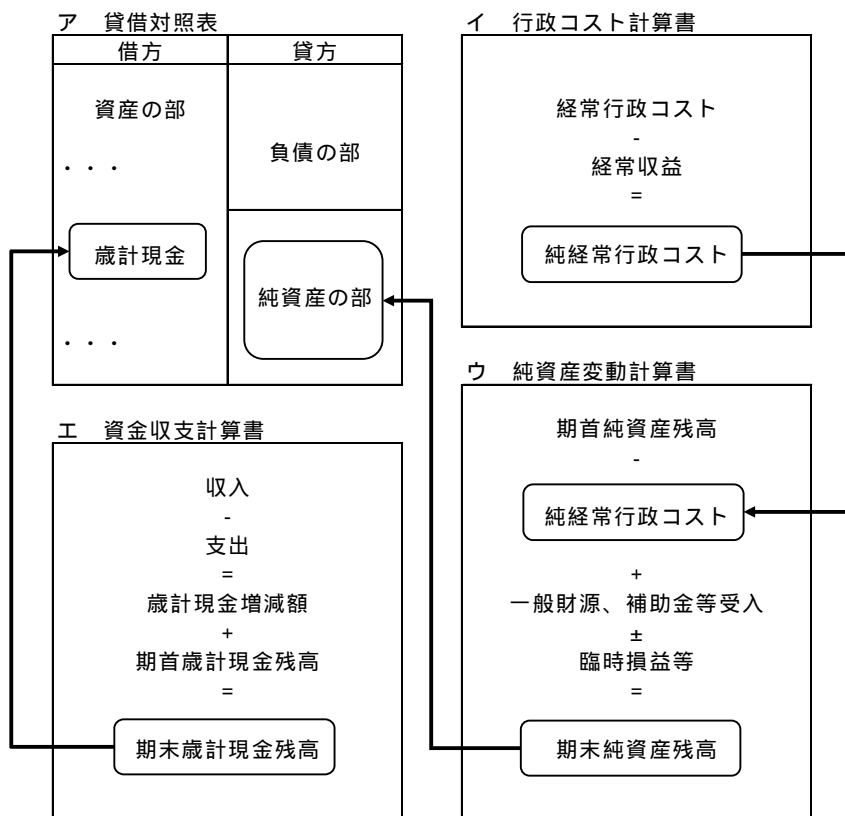 ア 貸借対照表
借方 貸方
資産の部
・・・
歳計現金
・・・
負債の部
純資産の部
イ 行政コスト計算書
経常行政コスト
-
経常収益
=
純経常行政コスト
ウ 純資産変動計算書
期首純資産残高
-
純経常行政コスト
+
一般財源、補助金等受入
±
臨時損益等
=
期末純資産残高
エ 資金収支計算書
収入
-
支出
=
歳計現金増減額
+
期首歳計現金残高
=
期末歳計現金残高